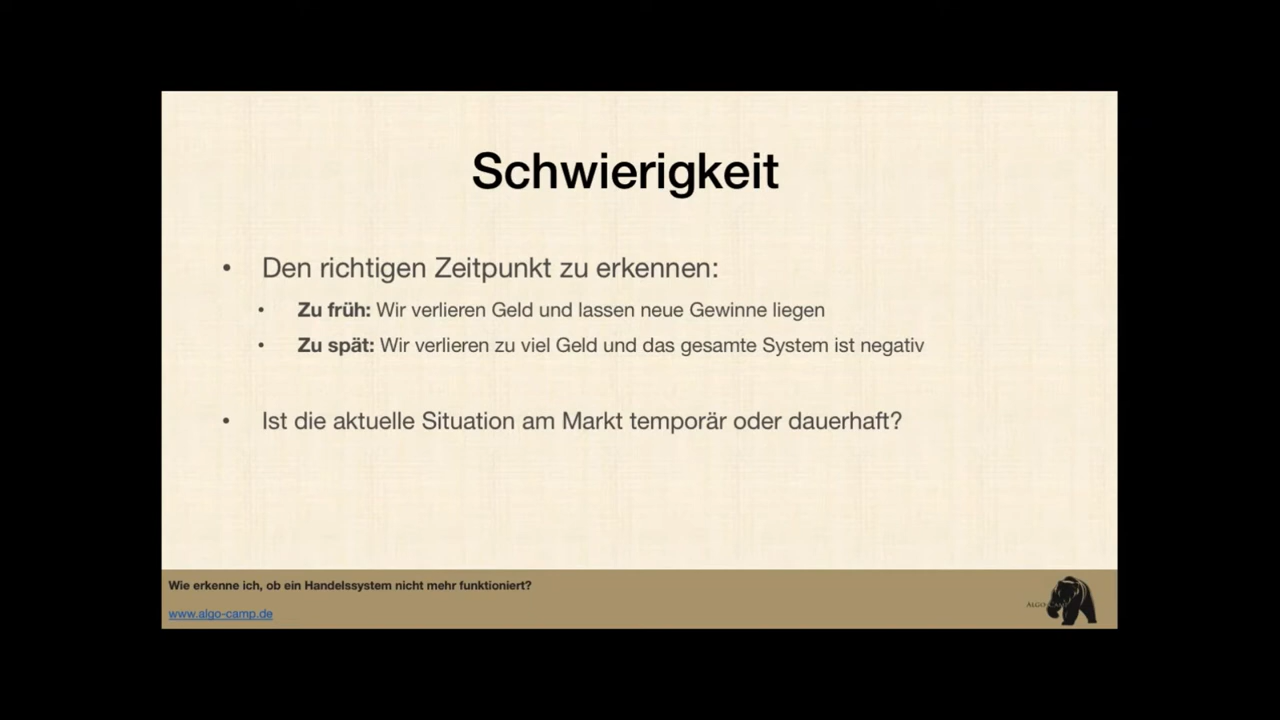 Schwierigkeit
• Den richtigen Zeitpunkt zu erkennen:
• Zu früh: Wir verlieren Geld und lassen neue Gewinne liegen
• Zu spät: Wir verlieren zu viel Geld und das gesamte System ist negativ
• Ist die aktuelle Situation am Markt temporär oder dauerhaft?
Wie erkenne ich, ob ein Handelssystem nicht mehr funktioniert?
www.algo-camp.de